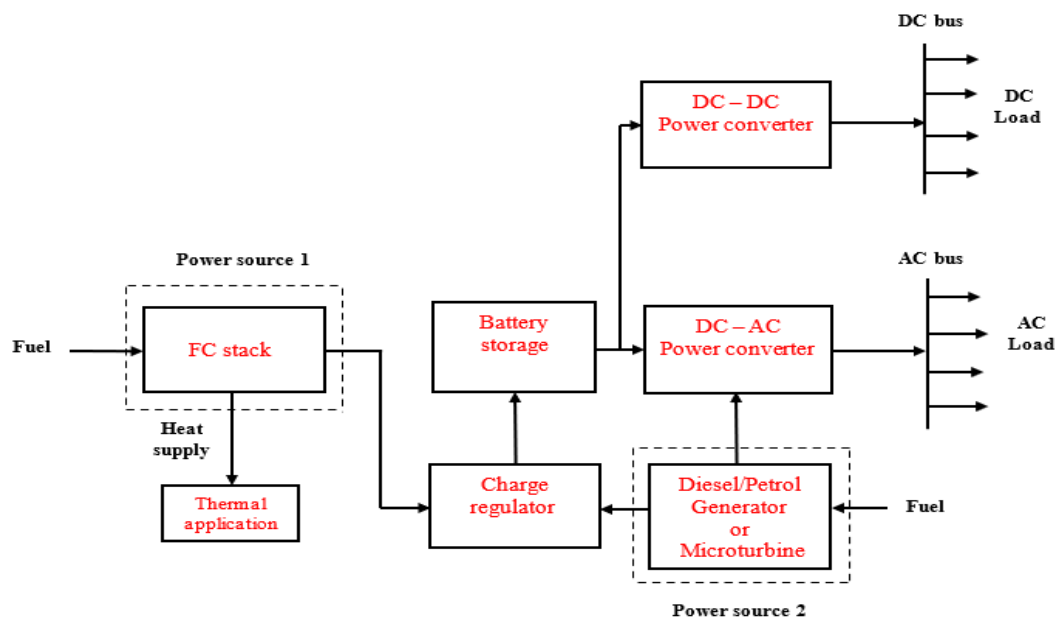 DC bus
DC – DC
Power converter
DC
Load
Power source 1
AC bus
Fuel
FC stack
Battery
storage
DC – AC
Power converter
AC
Load
Heat
supply
Thermal
application
Charge
regulator
Diesel/Petrol
Generator
or
Microturbine
Fuel
Power source 2